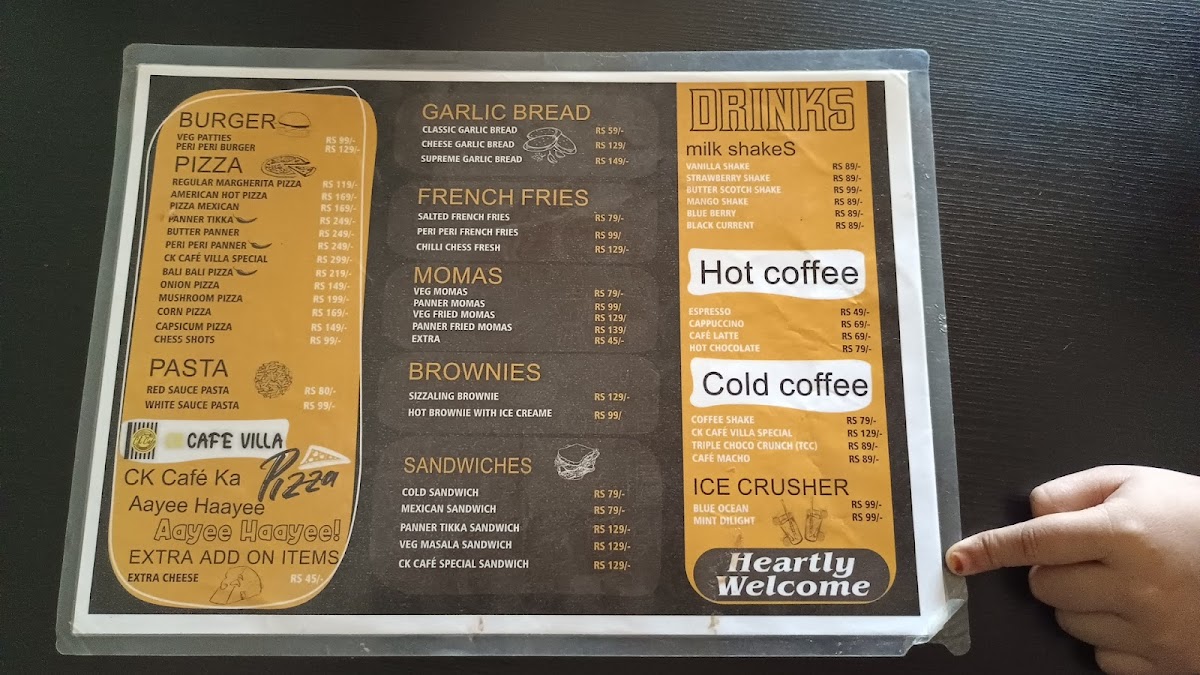 BURGER
VEG PATTIES RS 99/-
PERI PERI BURGER RS 129/-
PIZZA
REGULAR MARGHERITA PIZZA RS 119/-
AMERICAN HOT PIZZA RS 169/-
PIZZA MEXICAN RS 169/-
PANNER TIKKA RS 249/-
BUTTER PANNER RS 249/-
PERI PERI PANNER RS 249/-
CK CAFÉ VILLA SPECIAL RS 299/-
BALI BALI PIZZA RS 219/-
ONION PIZZA RS 149/-
MUSHROOM PIZZA RS 199/-
CORN PIZZA RS 169/-
CAPSICUM PIZZA RS 149/-
CHESS SHOTS RS 99/-
PASTA
RED SAUCE PASTA RS 80/-
WHITE SAUCE PASTA RS 99/-
CAFE VILLA
Pizza
CK Café Ka
Aayee Haayee
Aayee Haayee!
EXTRA ADD ON ITEMS
EXTRA CHEESE RS 45/-
GARLIC BREAD
CLASSIC GARLIC BREAD RS 59/-
CHEESE GARLIC BREAD RS 129/
SUPREME GARLIC BREAD RS 149/-
FRENCH FRIES
SALTED FRENCH FRIES RS 79/-
PERI PERI FRENCH FRIES RS 99/
CHILLI CHESS FRESH RS 129/-
MOMAS
VEG MOMAS RS 79/-
PANNER MOMAS RS 99/
VEG FRIED MOMAS RS 129/
PANNER FRIED MOMAS RS 139/
EXTRA RS 45/-
BROWNIES
SIZZALING BROWNIE RS 129/-
HOT BROWNIE WITH ICE CREAME RS 99/
SANDWICHES
COLD SANDWICH RS 79/-
MEXICAN SANDWICH RS 79/-
PANNER TIKKA SANDWICH RS 129/-
VEG MASALA SANDWICH RS 129/-
CK CAFÉ SPECIAL SANDWICH RS 129/-
DRINKS
milk shakeS
VANILLA SHAKE RS 89/-
STRAWBERRY SHAKE RS 89/-
BUTTER SCOTCH SHAKE RS 99/-
MANGO SHAKE RS 89/-
BLUE BERRY RS 89/-
BLACK CURRENT RS 89/-
Hot coffee
ESPRESSO RS 49/-
CAPPUCCINO RS 69/-
CAFÉ LATTE RS 69/-
HOT CHOCOLATE RS 79/-
Cold coffee
COFFEE SHAKE RS 79/-
CK CAFÉ VILLA SPECIAL RS 129/-
TRIPLE CHOCO CRUNCH (TCC) RS 89/-
CAFÉ MACHO RS 89/-
ICE CRUSHER
BLUE OCEAN RS 99/-
MINT DILIGHT RS 99/-
Heartly
Welcome